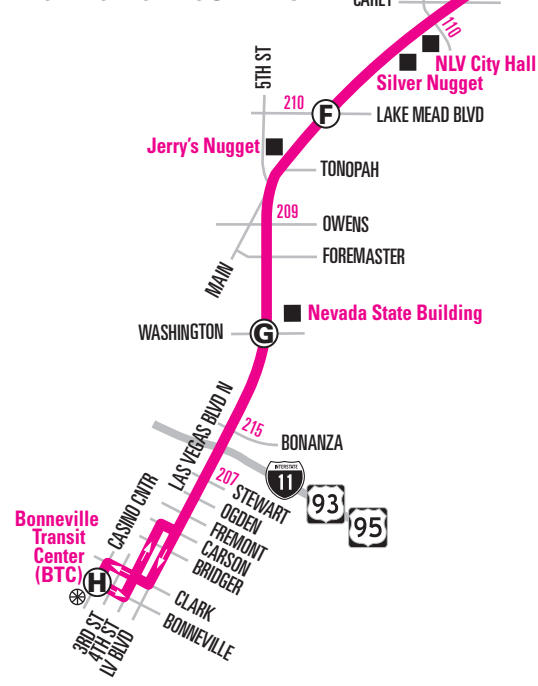 CAREY
110
NLV City Hall
Silver Nugget
5TH ST
210
F
LAKE MEAD BLVD
Jerry's Nugget
TONOPAH
209
OWENS
FOREMASTER
MAIN
Nevada State Building
WASHINGTON
G
LAS VEGAS BLVD N
215
BONANZA
INTERSTATE
11
93
95
207
STEWART
OGDEN
FREMONT
CARSON
BRIDGER
CASINO CNTR
Bonneville
Transit
Center
(BTC)
H
CLARK
BONNEVILLE
3RD ST
4TH ST
LV BLVD